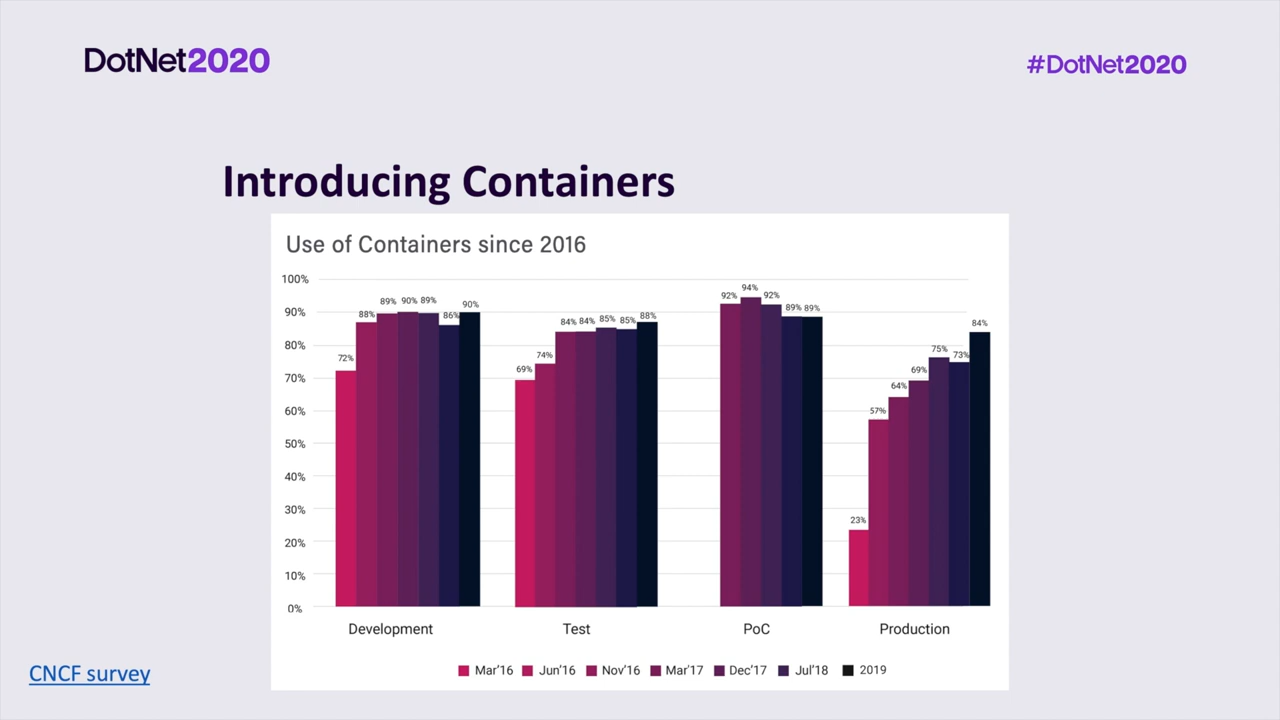 DotNet2020
#DotNet2020
Introducing Containers
Use of Containers since 2016
100%
90%
80%
70%
60%
50%
40%
30%
20%
10%
0%
72% 88% 89% 90% 89% 86% 90%
69% 74% 84% 84% 85% 85% 88%
92% 94% 92% 89% 89%
23% 57% 64% 69% 75% 73% 84%
Development Test PoC Production
Mar'16 Jun'16 Nov'16 Mar'17 Dec'17 Jul'18 2019
CNCF survey